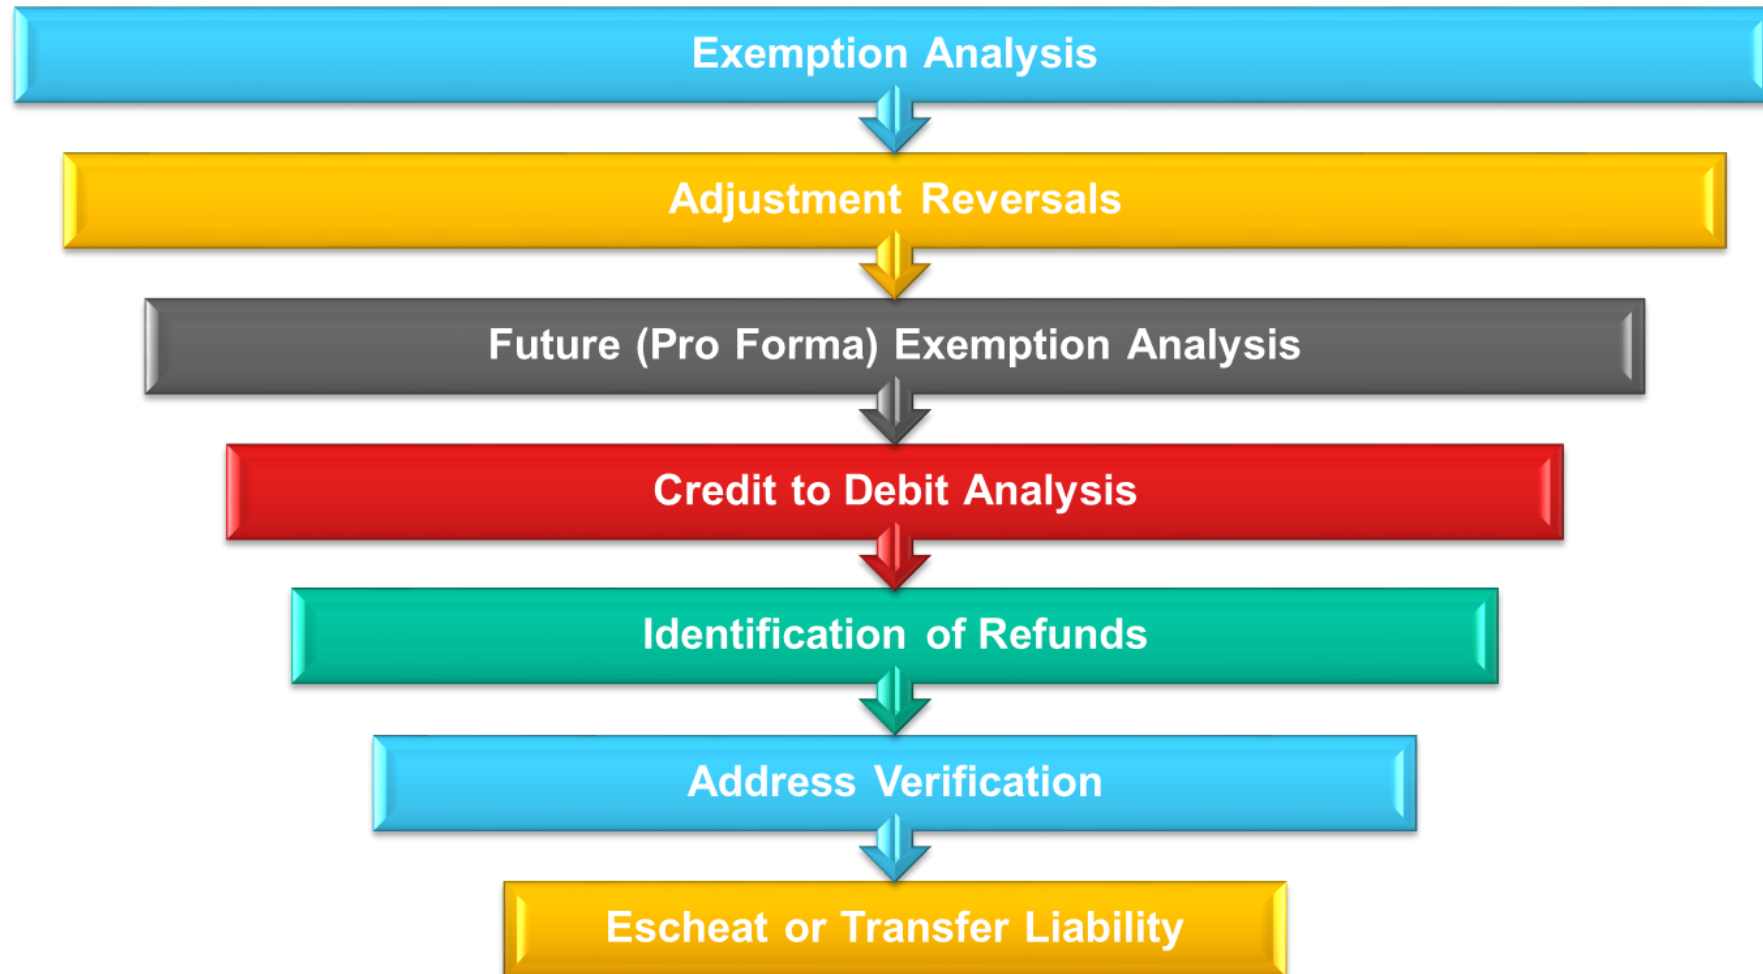 Exemption Analysis
Adjustment Reversals
Future (Pro Forma) Exemption Analysis
Credit to Debit Analysis
Identification of Refunds
Address Verification
Escheat or Transfer Liability